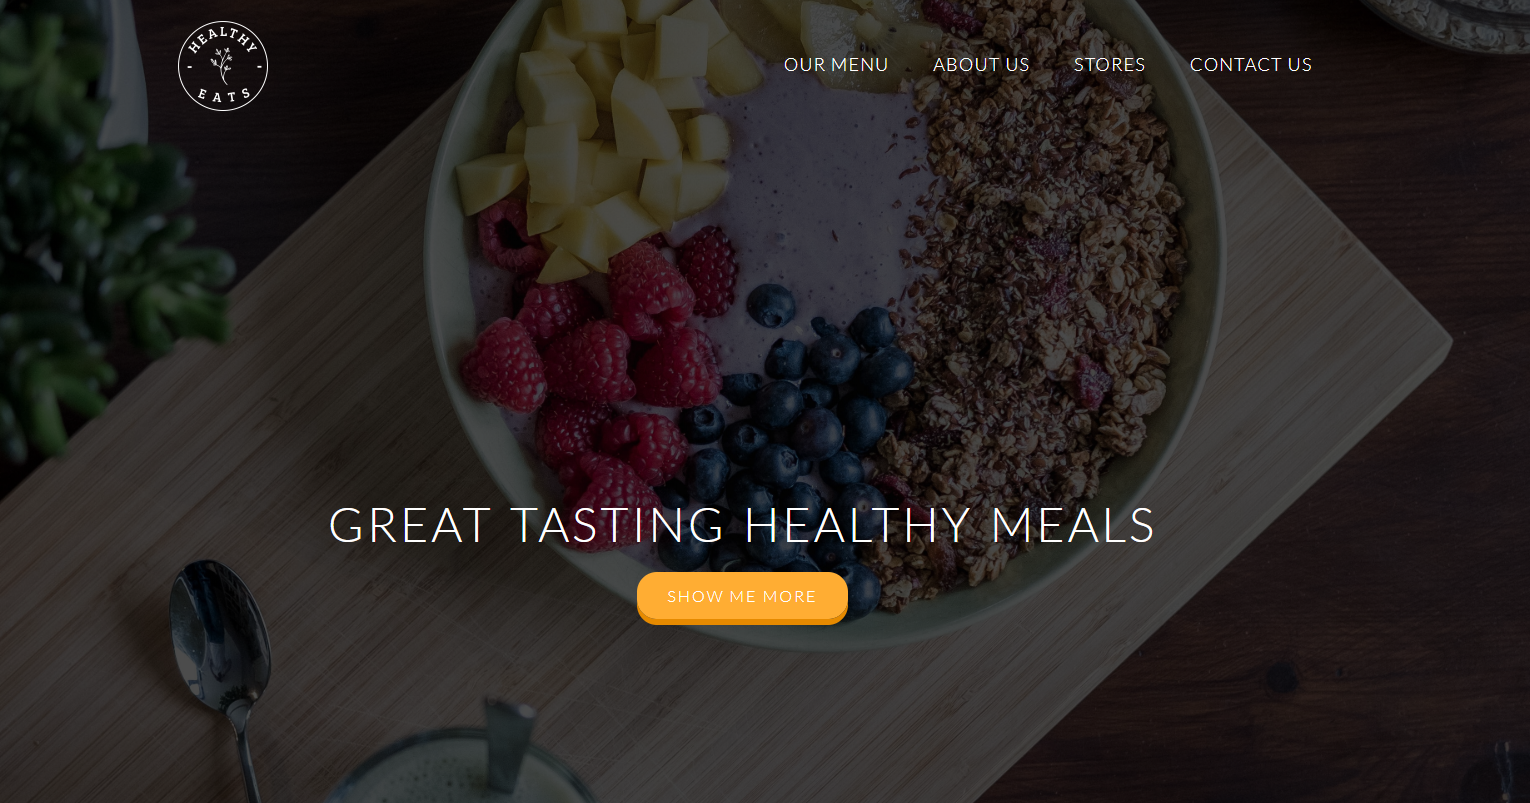 - HEALTHY -
EATS
OUR MENU ABOUT US STORES CONTACT US
GREAT TASTING HEALTHY MEALS
SHOW ME MORE